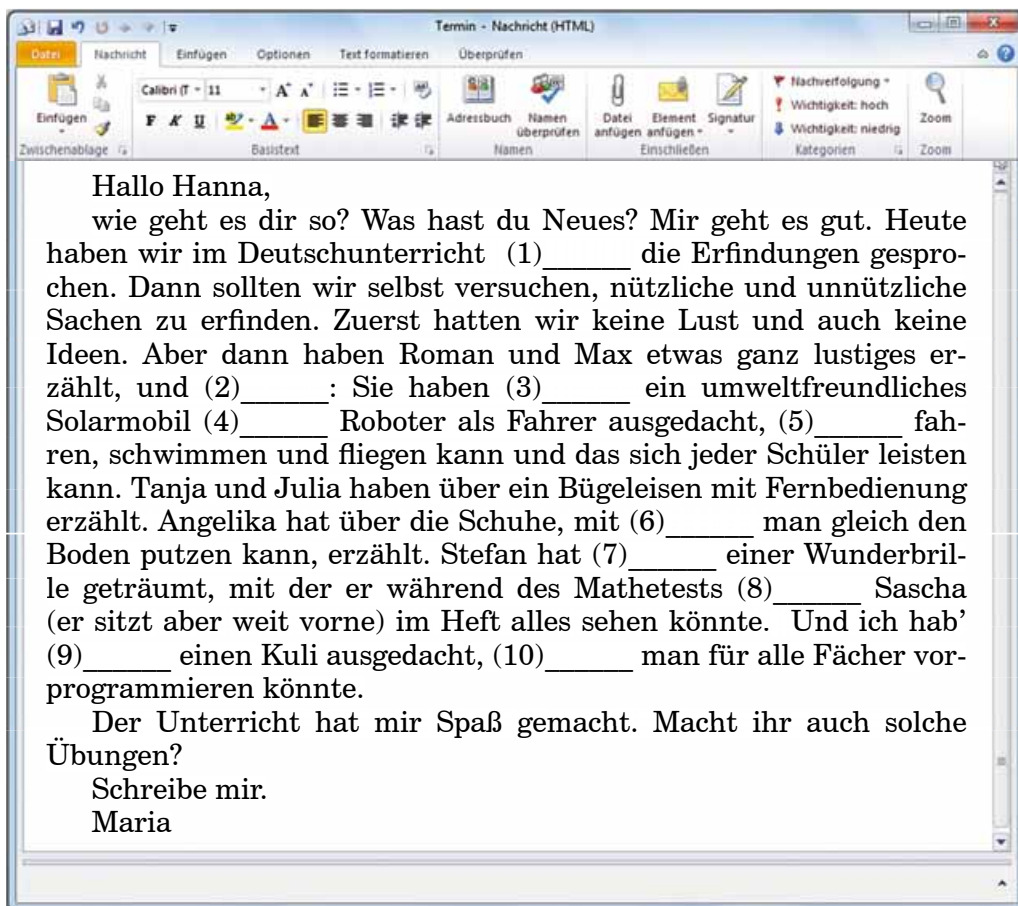 Termin - Nachricht (HTML)
Datei Nachricht Einfügen Optionen Text formatieren Überprüfen
Calibri (T 11
Nachverfolgung
Wichtigkeit: hoch
Wichtigkeit: niedrig
Einfügen F K U A Adressbuch Namen überprüfen Datei anfügen Element anfügen Signatur Zoom
Zwischenablage Basistext Namen Einschließen Kategorien Zoom
Hallo Hanna,
wie geht es dir so? Was hast du Neues? Mir geht es gut. Heute
haben wir im Deutschunterricht (1)______ die Erfindungen gespro-
chen. Dann sollten wir selbst versuchen, nützliche und unnützliche
Sachen zu erfinden. Zuerst hatten wir keine Lust und auch keine
Ideen. Aber dann haben Roman und Max etwas ganz lustiges er-
zählt, und (2)______: Sie haben (3)______ ein umweltfreundliches
Solarmobil (4)______ Roboter als Fahrer ausgedacht, (5)______ fah-
ren, schwimmen und fliegen kann und das sich jeder Schüler leisten
kann. Tanja und Julia haben über ein Bügeleisen mit Fernbedienung
erzählt. Angelika hat über die Schuhe, mit (6)______ man gleich den
Boden putzen kann, erzählt. Stefan hat (7)______ einer Wunderbril-
le geträumt, mit der er während des Mathetests (8)______ Sascha
(er sitzt aber weit vorne) im Heft alles sehen könnte. Und ich hab'
(9)______ einen Kuli ausgedacht, (10)______ man für alle Fächer vor-
programmieren könnte.
Der Unterricht hat mir Spaß gemacht. Macht ihr auch solche
Übungen?
Schreibe mir.
Maria